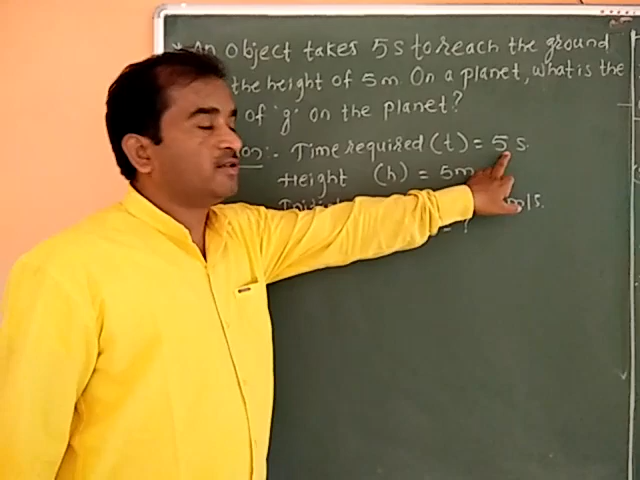 * An object takes 5s to reach the ground
the height of 5m On a planet, what is the
of 'g' on the planet?
:- Time required (t) = 5 s.
Height (h) = 5m
m/s.
?